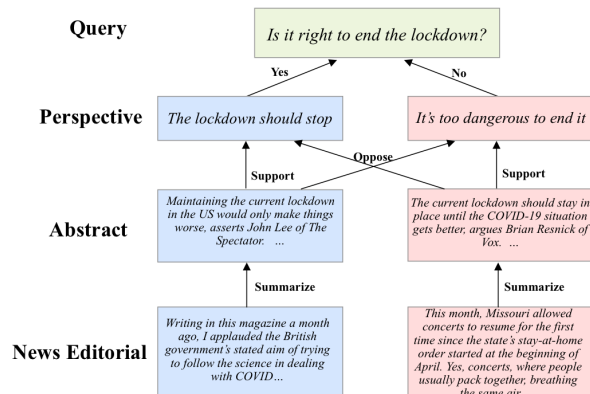 Query
Is it right to end the lockdown?
Yes
No
Perspective
The lockdown should stop
It's too dangerous to end it
Oppose
Support
Support
Abstract
Maintaining the current lockdown
in the US would only make things
worse, asserts John Lee of The
Spectator. ...
The current lockdown should stay in
place until the COVID-19 situation
gets better, argues Brian Resnick of
Vox. ...
Summarize
Summarize
News Editorial
Writing in this magazine a month
ago, I applauded the British
government's stated aim of trying
to follow the science in dealing
with COVID...
This month, Missouri allowed
concerts to resume for the first
time since the state's stay-at-home
order started at the beginning of
April. Yes, concerts, where people
usually pack together, breathing
the same air